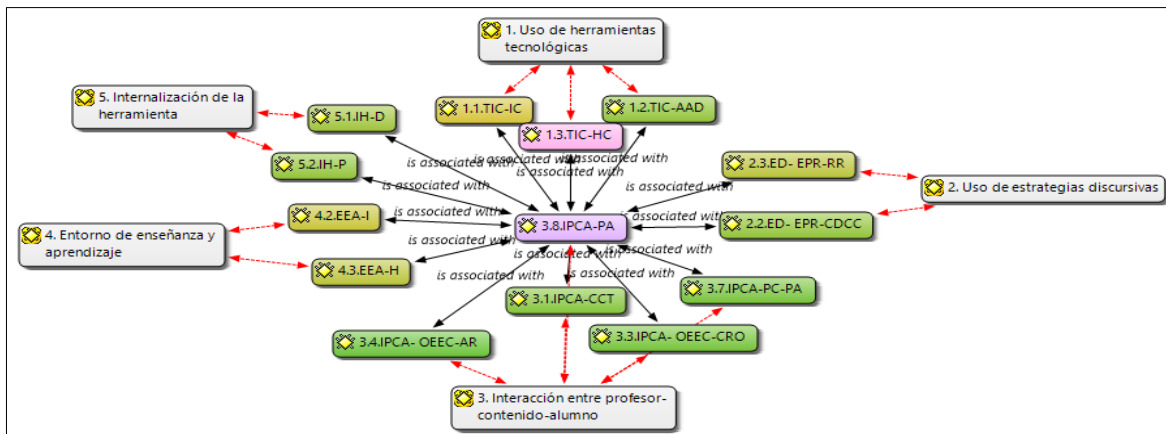 1. Uso de herramientas
tecnológicas
5. Internalización de la
herramienta
5.1.IH-D
1.1.TIC-IC
1.2.TIC-AAD
1.3.TIC-HC
is associated with
is associated with
is associated with
is associated with
is associated with
5.2.IH-P
2.3.ED- EPR-RR
2. Uso de estrategias discursivas
is associated with
is associated with
4.2.EEA-I
is associated with
3.8.IPCA-PA
2.2.ED- EPR-CDCC
4. Entorno de enseñanza y
aprendizaje
is associated with
is associated with
is associated with
4.3.EEA-H
is associated with
is associated with
3.7.IPCA-PC-PA
3.1.IPCA-CCT
3.4.IPCA- OEEC-AR
3.3.IPCA- OEEC-CRO
3. Interacción entre profesor-
contenido-alumno